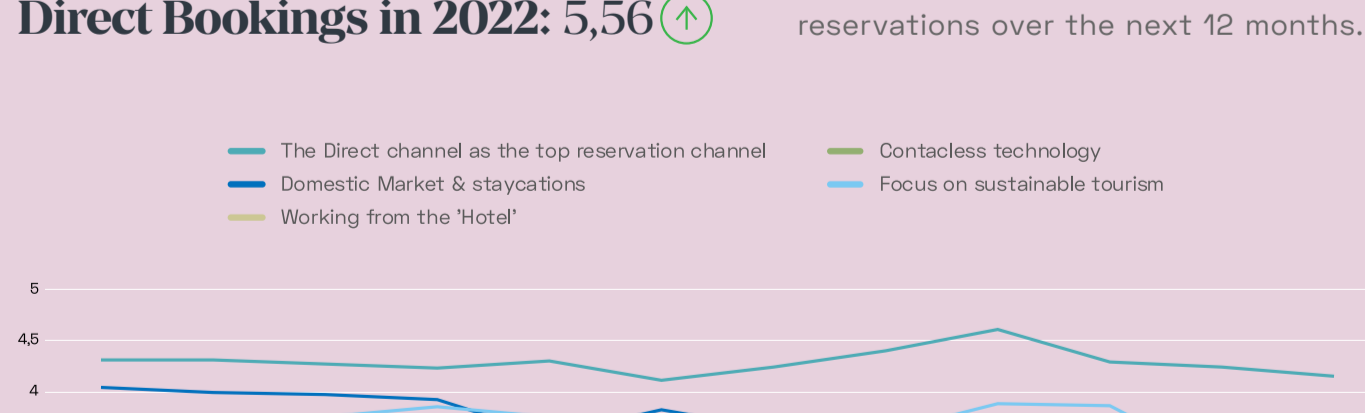 Direct Bookings in 2022: 5,56
reservations over the next 12 months.
The Direct channel as the top reservation channel
Contacless technology
Domestic Market & staycations
Focus on sustainable tourism
Working from the 'Hotel'
5
4,5
4